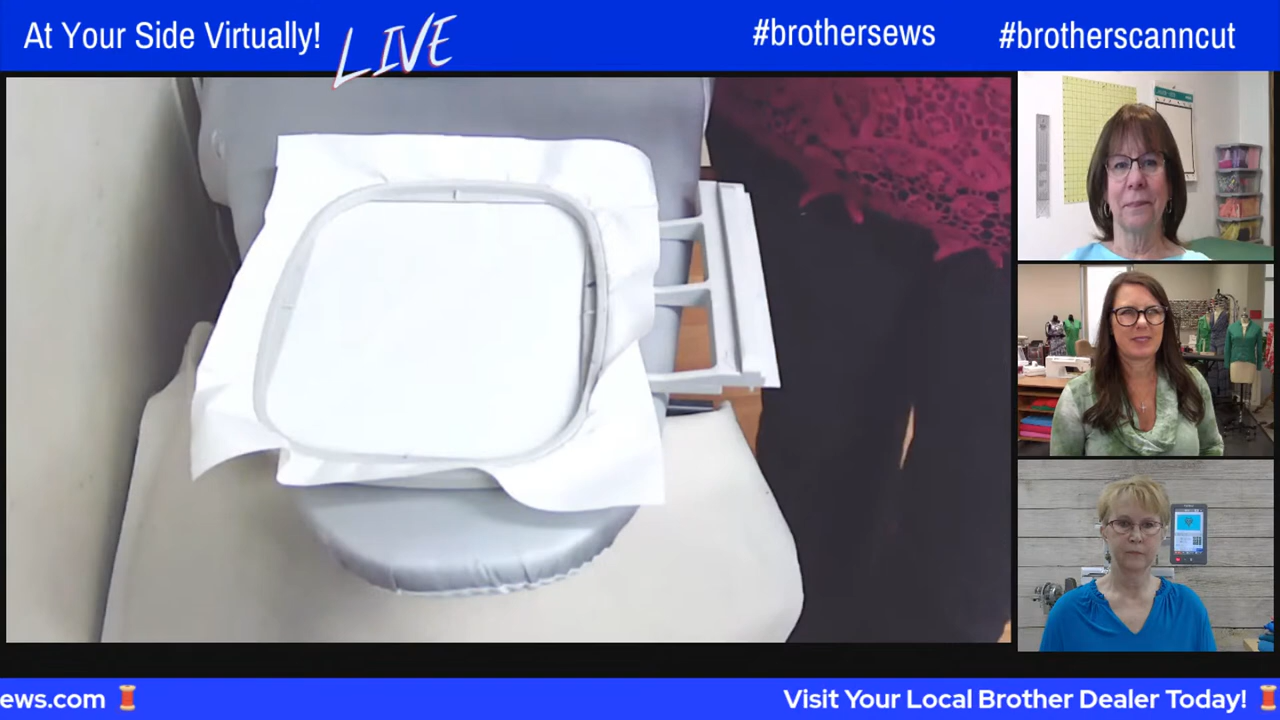 At Your Side Virtually!
LIVE
#brothersews
#brotherscanncut
ews.com
Visit Your Local Brother Dealer Today!